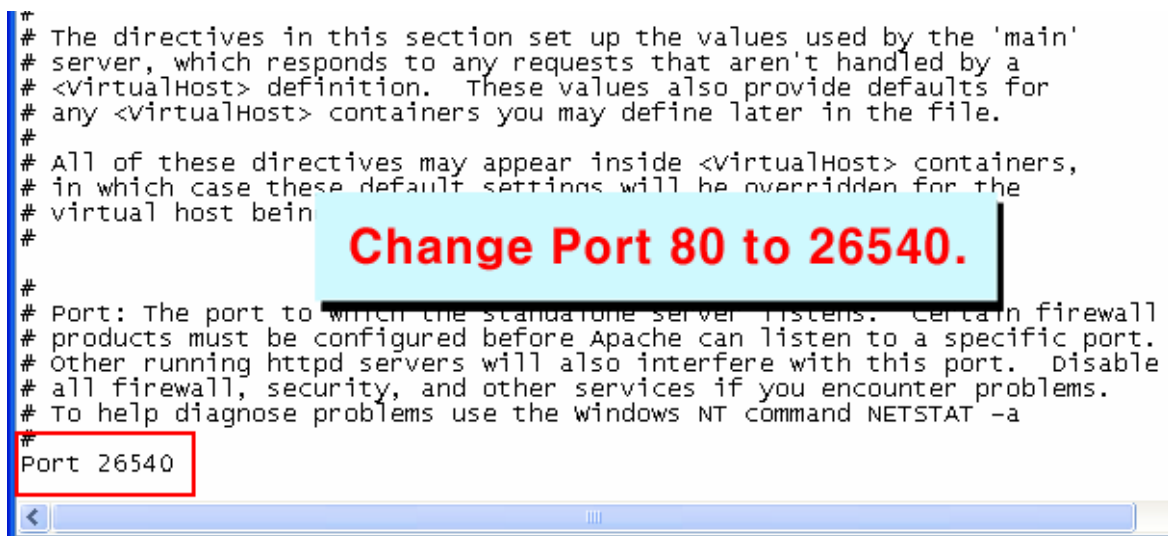 #
# The directives in this section set up the values used by the 'main'
# server, which responds to any requests that aren't handled by a
# <VirtualHost> definition.  These values also provide defaults for
# any <VirtualHost> containers you may define later in the file.
#
# All of these directives may appear inside <VirtualHost> containers,
# in which case these default settings will be overridden for the
# virtual host bein
#
Change Port 80 to 26540.
#
# Port: The port to which the standalone server listens.  Certain firewall
# products must be configured before Apache can listen to a specific port.
# Other running httpd servers will also interfere with this port.  Disable
# all firewall, security, and other services if you encounter problems.
# To help diagnose problems use the Windows NT command NETSTAT -a
#
Port 26540